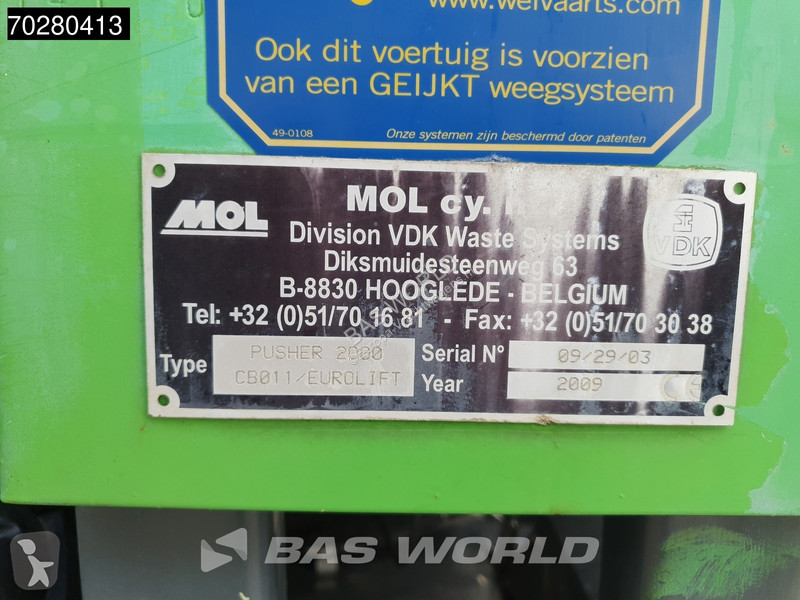 70280413
www.welvaarts.com
Ook dit voertuig is voorzien
van een GEIJKT weegsysteem
49-0108
Onze systemen zijn beschermd door patenten
MOL
MOL cy.
VDK
Division VDK Waste Systems
Diksmuidesteenweg 63
B-8830 HOOGLEDE - BELGIUM
Tel: +32 (0)51/70 16 81 - Fax: +32 (0)51/70 30 38
Type PUSHER 2000 Serial N° 09/29/03
CB011/EUROLIFT Year 2009 CE
BAS WORLD